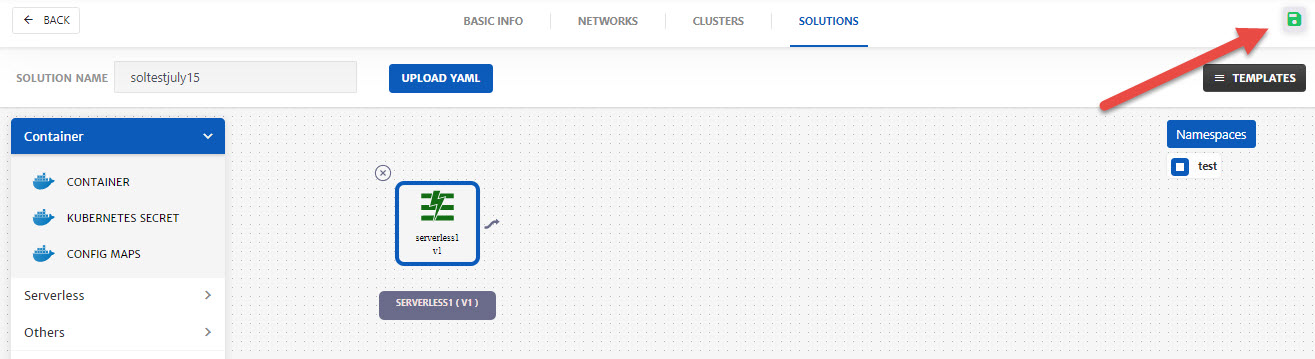 BACK
BASIC INFO
NETWORKS
CLUSTERS
SOLUTIONS
SOLUTION NAME
soltestjuly15
UPLOAD YAML
TEMPLATES
Container
CONTAINER
KUBERNETES SECRET
CONFIG MAPS
Serverless
Others
serverless1
v1
SERVERLESS1 ( V1 )
Namespaces
test